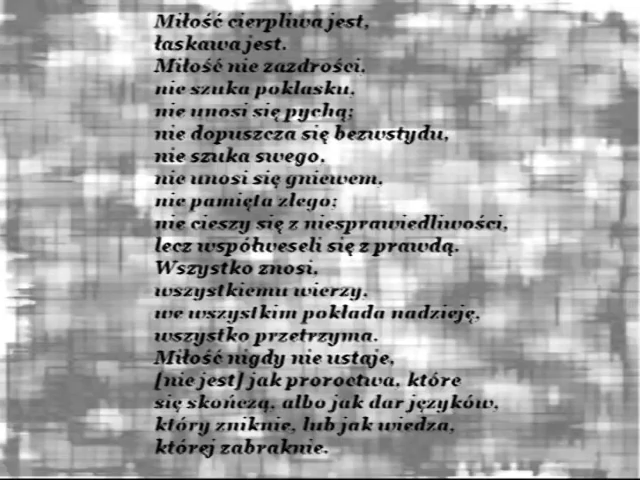 Miłość cierpliwa jest,
łaskawa jest.
Miłość nie zazdrości,
nie szuka poklasku,
nie unosi się pychą;
nie dopuszcza się bezwstydu,
nie szuka swego,
nie unosi się gniewem,
nie pamięta złego;
nie cieszy się z niesprawiedliwości,
lecz współweseli się z prawdą.
Wszystko znosi,
wszystkiemu wierzy,
we wszystkim pokłada nadzieję,
wszystko przetrzyma.
Miłość nigdy nie ustaje,
[nie jest] jak proroctwa, które
się skończą, albo jak dar języków,
który zniknie, lub jak wiedza,
której zabraknie.